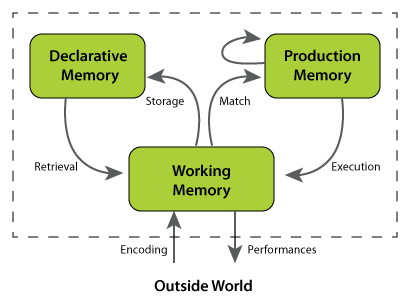 Declarative
Memory
Production
Memory
Storage
Match
Retrieval
Execution
Working
Memory
Encoding
Performances
Outside World